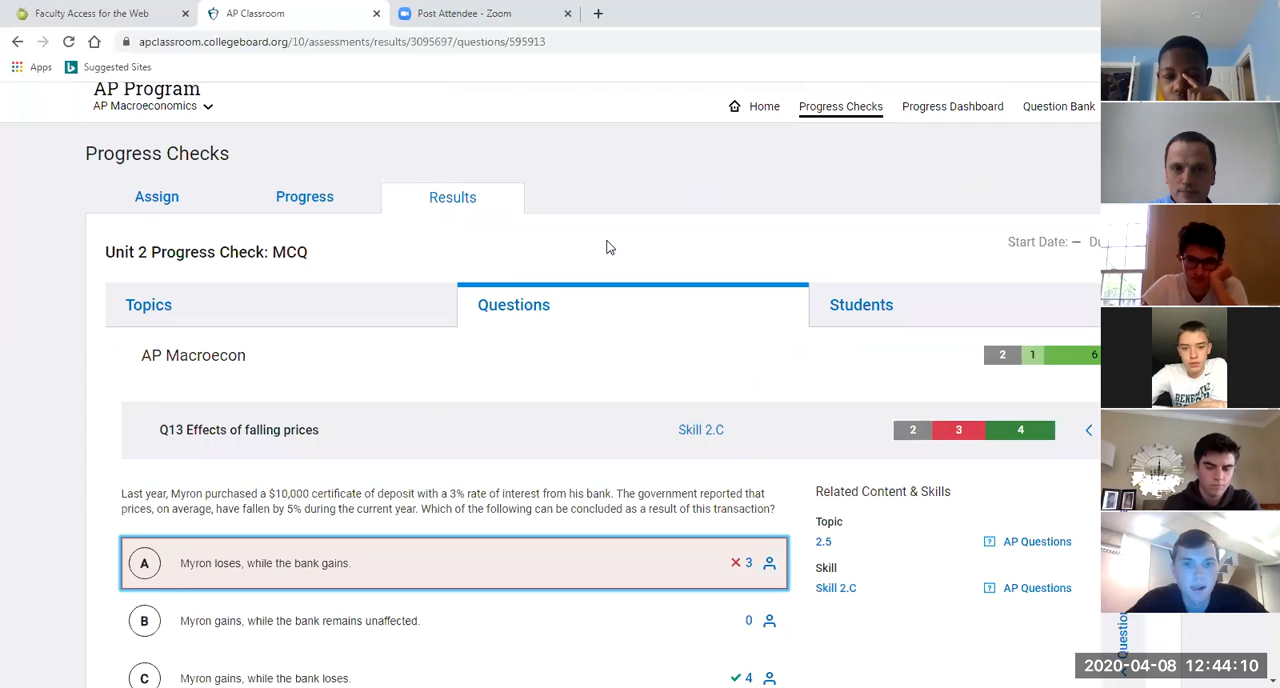 Faculty Access for the Web
AP Classroom
Post Attendee - Zoom
apclassroom.collegeboard.org/10/assessments/results/3095697/questions/595913
Apps
Suggested Sites
AP Program
AP Macroeconomics
Home
Progress Checks
Progress Dashboard
Question Bank
Progress Checks
Assign
Progress
Results
Unit 2 Progress Check: MCQ
Start Date: —
Topics
Questions
Students
AP Macroecon
2 1 6
Q13 Effects of falling prices
Skill 2.C
2 3 4
Last year, Myron purchased a $10,000 certificate of deposit with a 3% rate of interest from his bank. The government reported that
prices, on average, have fallen by 5% during the current year. Which of the following can be concluded as a result of this transaction?
Related Content & Skills
Topic
2.5
AP Questions
Skill
Skill 2.C
AP Questions
A Myron loses, while the bank gains. 3
B Myron gains, while the bank remains unaffected. 0
C Myron gains, while the bank loses. 4
2020-04-08 12:44:10